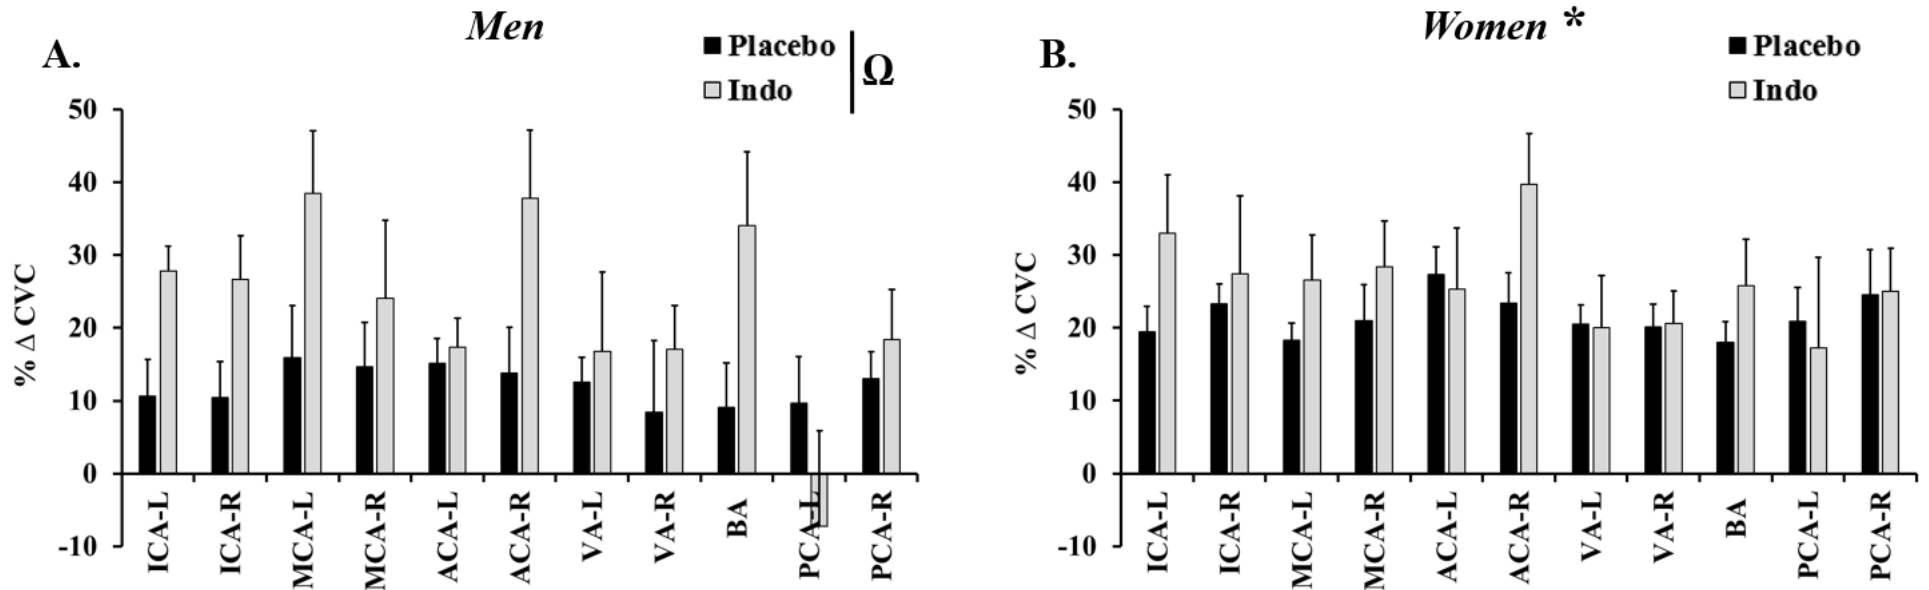 Men
A.
Placebo
Indo
Ω
% Δ CVC
50
40
30
20
10
0
-10
ICA-L
ICA-R
MCA-L
MCA-R
ACA-L
ACA-R
VA-L
VA-R
BA
PCA-L
PCA-R
Women *
B.
Placebo
Indo
% Δ CVC
50
40
30
20
10
0
-10
ICA-L
ICA-R
MCA-L
MCA-R
ACA-L
ACA-R
VA-L
VA-R
BA
PCA-L
PCA-R